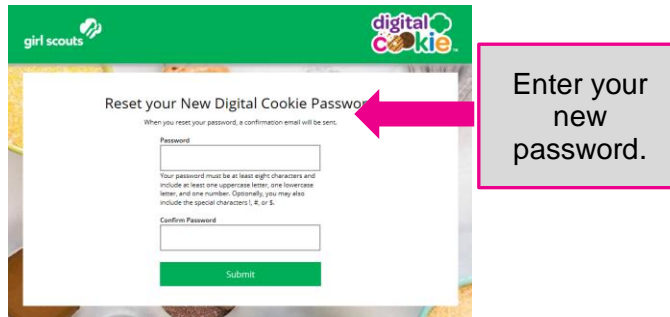 girl scouts
digital
cookie
Reset your New Digital Cookie Passwor
When you reset your password, a confirmation email will be sent.
Password
Your password must be at least eight characters and
include at least one uppercase letter, one lowercase
letter, and one number. Optionally, you may also
include the special characters !, #, or $.
Confirm Password
Submit
Enter your
new
password.